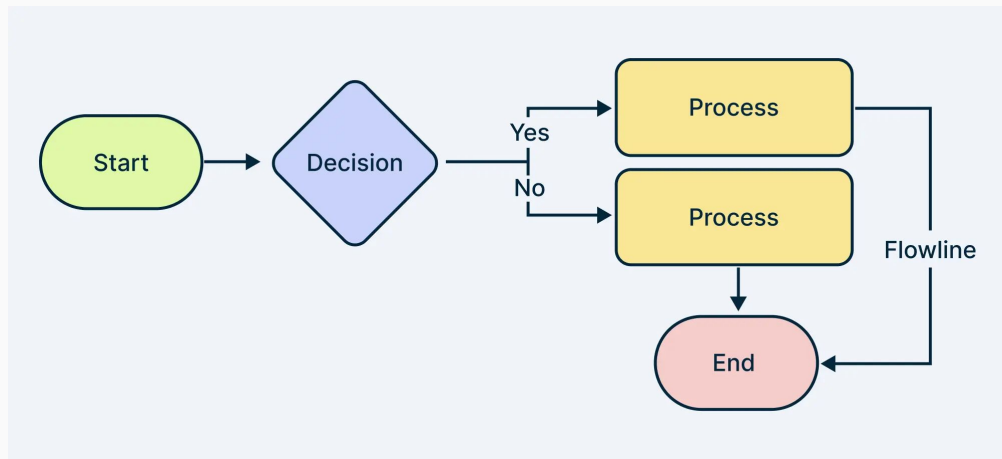 Start
Decision
Yes
No
Process
Process
Flowline
End